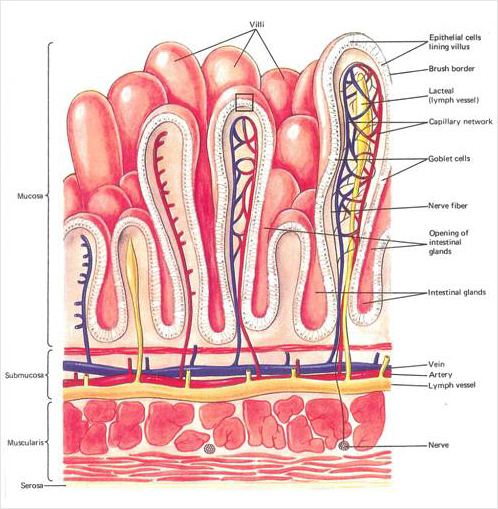 Villi
Epithelial cells
lining villus
Brush border
Lacteal
(lymph vessel)
Capillary network
Goblet cells
Mucosa
Nerve fiber
Opening of
intestinal
glands
Intestinal glands
Vein
Submucosa
Artery
Lymph vessel
Muscularis
Nerve
Serosa